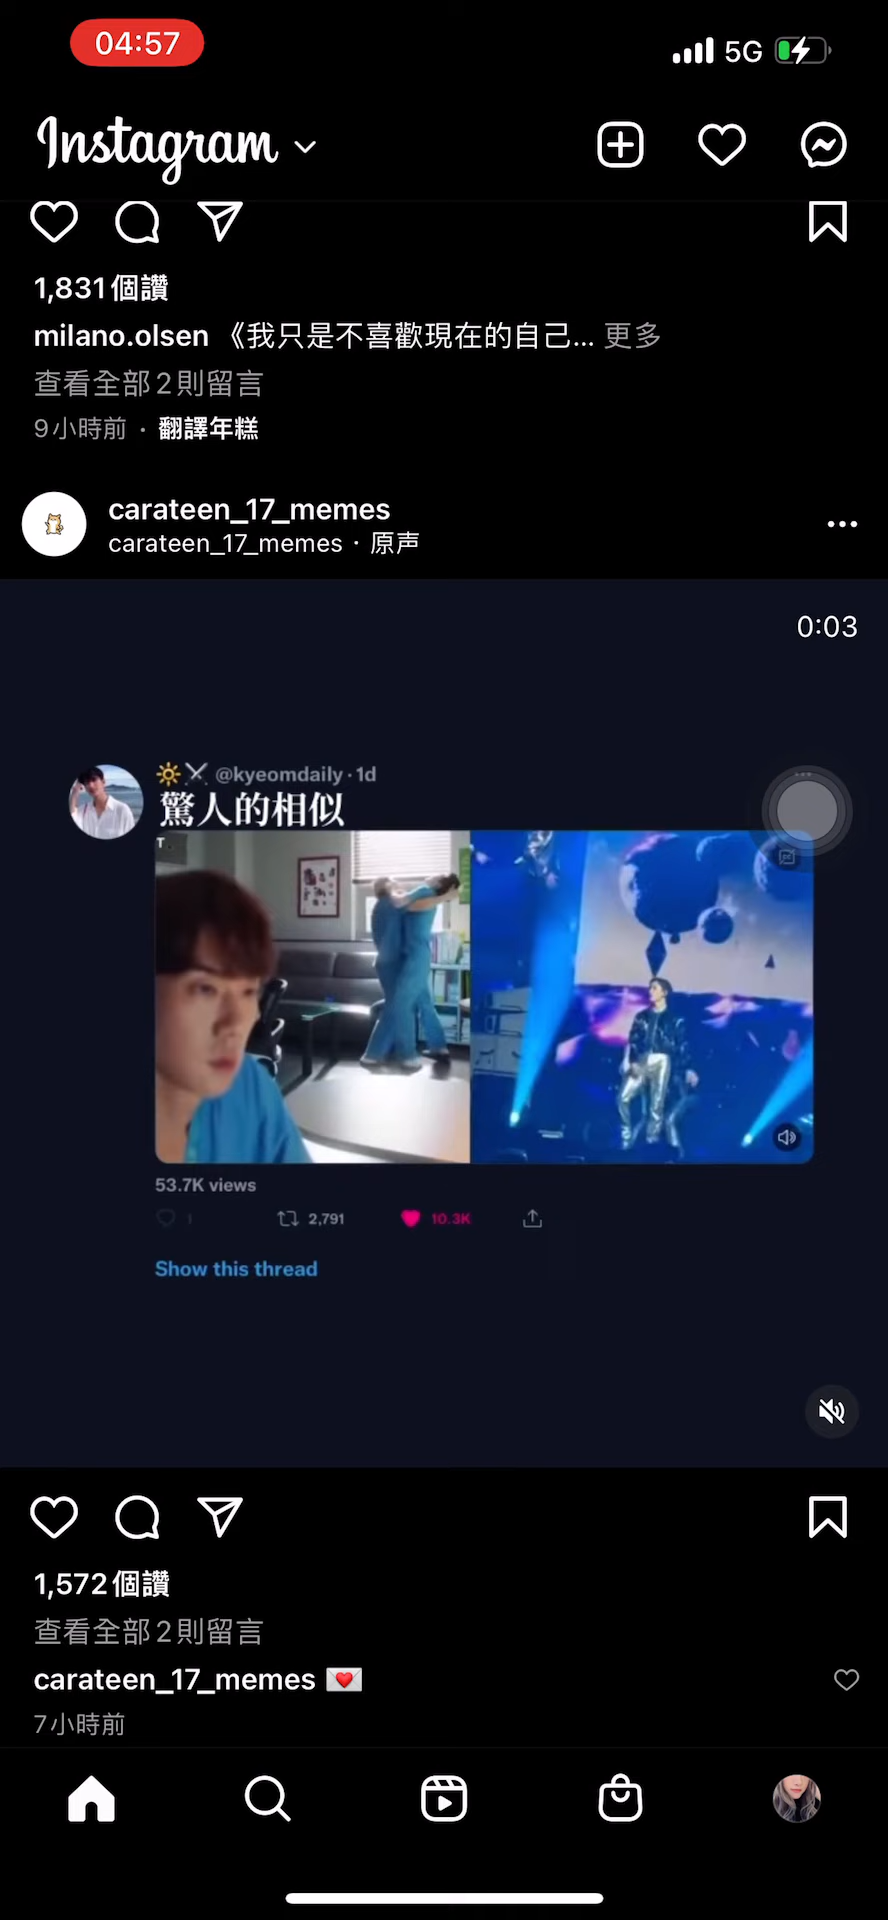 04:57
5G
Instagram
1,831個讚
milano.olsen 《我只是不喜歡現在的自己... 更多
查看全部2則留言
9小時前 · 翻譯年糕
carateen_17_memes
carateen_17_memes · 原声
0:03
@kyeomdaily · 1d
驚人的相似
T
53.7K views
1 2,791 10.3K
Show this thread
1,572個讚
查看全部2則留言
carateen_17_memes
7小時前